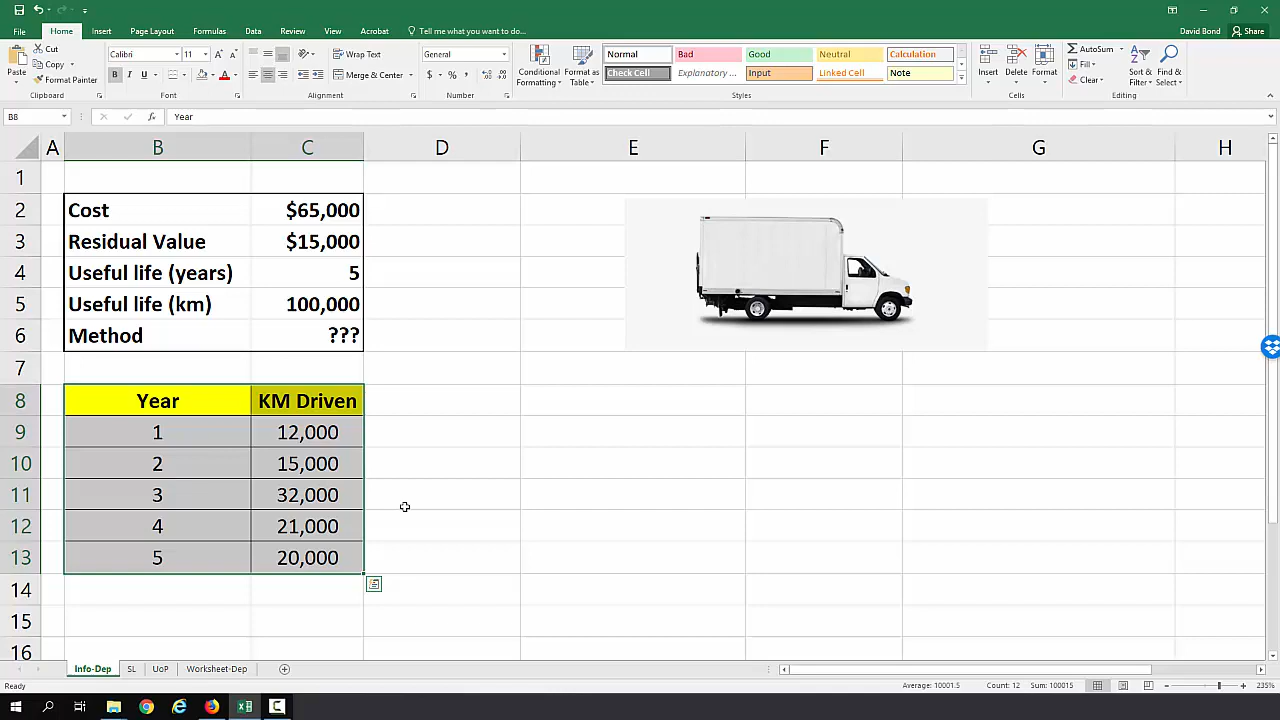 David Bond
Share
File
Home
Insert
Page Layout
Formulas
Data
Review
View
Acrobat
Tell me what you want to do...
Paste
Cut
Copy
Format Painter
Clipboard
Calibri
11
B I U
Font
Wrap Text
Merge & Center
Alignment
General
$ % ,
Number
Conditional Formatting
Format as Table
Normal
Bad
Good
Neutral
Calculation
Check Cell
Explanatory ...
Input
Linked Cell
Note
Styles
Insert
Delete
Format
Cells
AutoSum
Fill
Clear
Sort & Filter
Find & Select
Editing
B8
fx
Year
A B C D E F G H
1
2 Cost $65,000
3 Residual Value $15,000
4 Useful life (years) 5
5 Useful life (km) 100,000
6 Method ???
7
8 Year KM Driven
9 1 12,000
10 2 15,000
11 3 32,000
12 4 21,000
13 5 20,000
14
15
16
Info-Dep SL UoP Worksheet-Dep
Ready
Average: 10001.5 Count: 12 Sum: 100015
235%